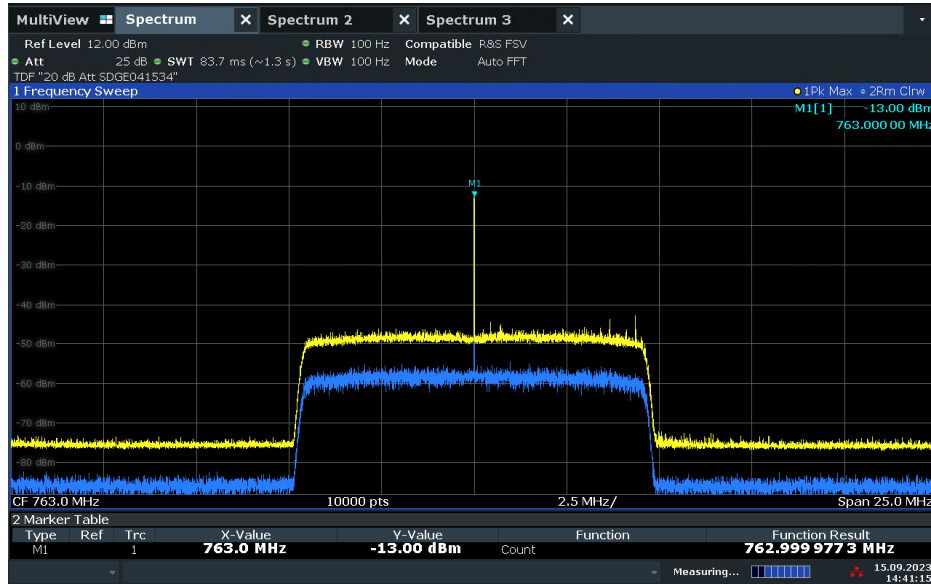 MultiView Spectrum X Spectrum 2 X Spectrum 3 X
Ref Level 12.00 dBm RBW 100 Hz Compatible R&S FSV
Att 25 dB SWT 83.7 ms (~1.3 s) VBW 100 Hz Mode Auto FFT
TDF "20 dB Att SDGE041534"
1 Frequency Sweep 1Pk Max 2Rm Clrw
10 dBm
M1[1] -13.00 dBm
763.000 00 MHz
0 dBm
M1
-10 dBm
-20 dBm
-30 dBm
-40 dBm
-50 dBm
-60 dBm
-70 dBm
-80 dBm
CF 763.0 MHz 10000 pts 2.5 MHz/ Span 25.0 MHz
2 Marker Table
Type Ref Trc X-Value Y-Value Function Function Result
M1 1 763.0 MHz -13.00 dBm Count 762.999 977 3 MHz
Measuring... 15.09.2023
14:41:15